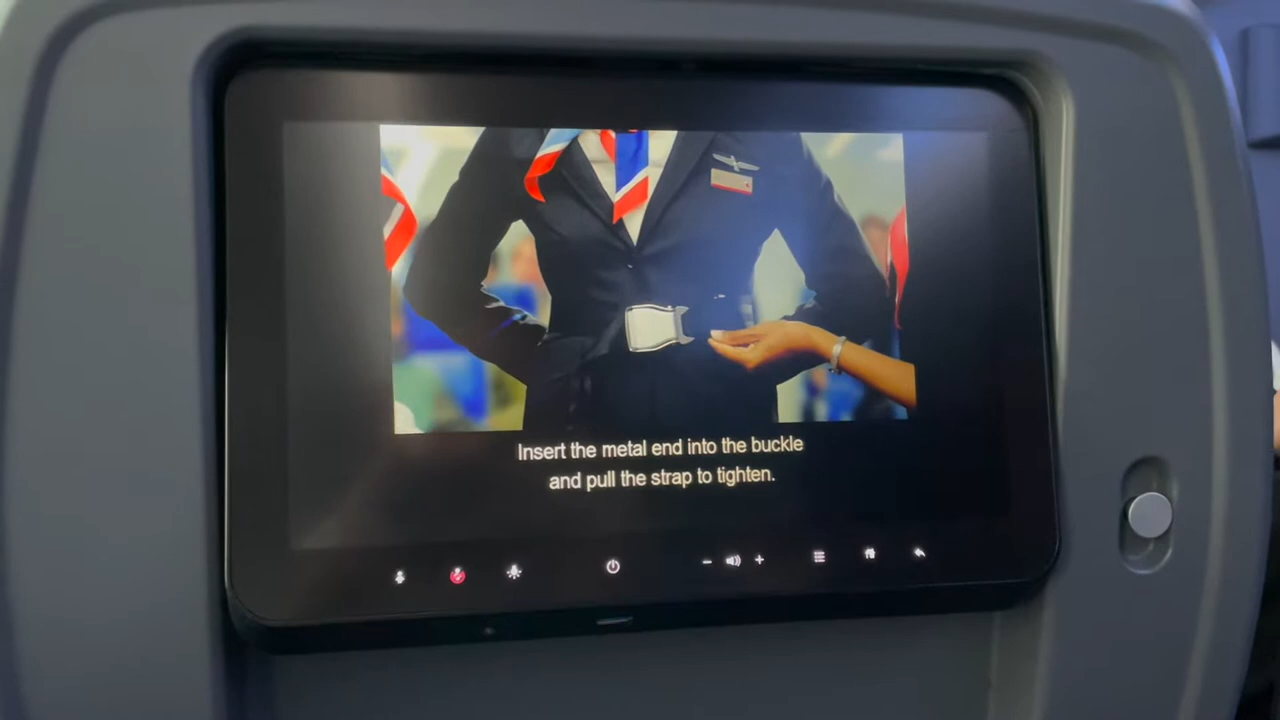 Insert the metal end into the buckle
and pull the strap to tighten.